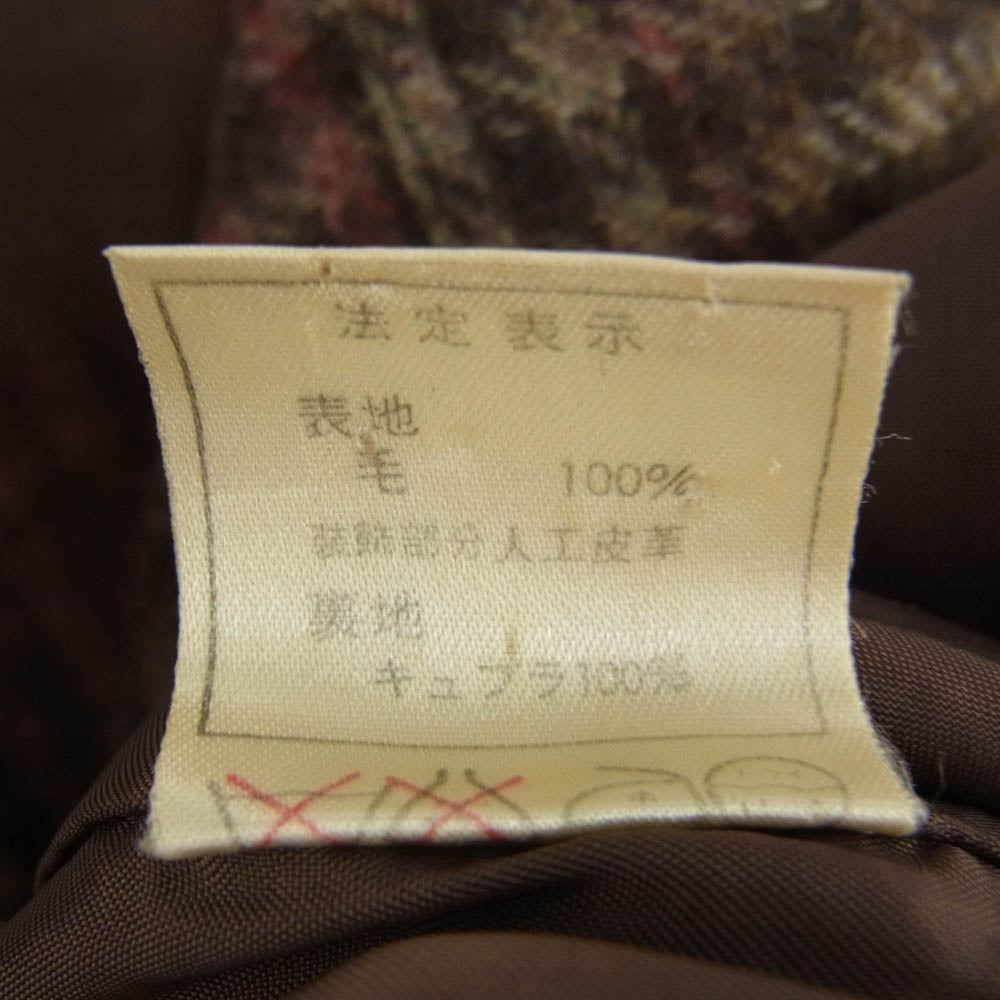 法定表示
表地
毛 100%
装飾部分人工皮革
裏地
キュプラ100%